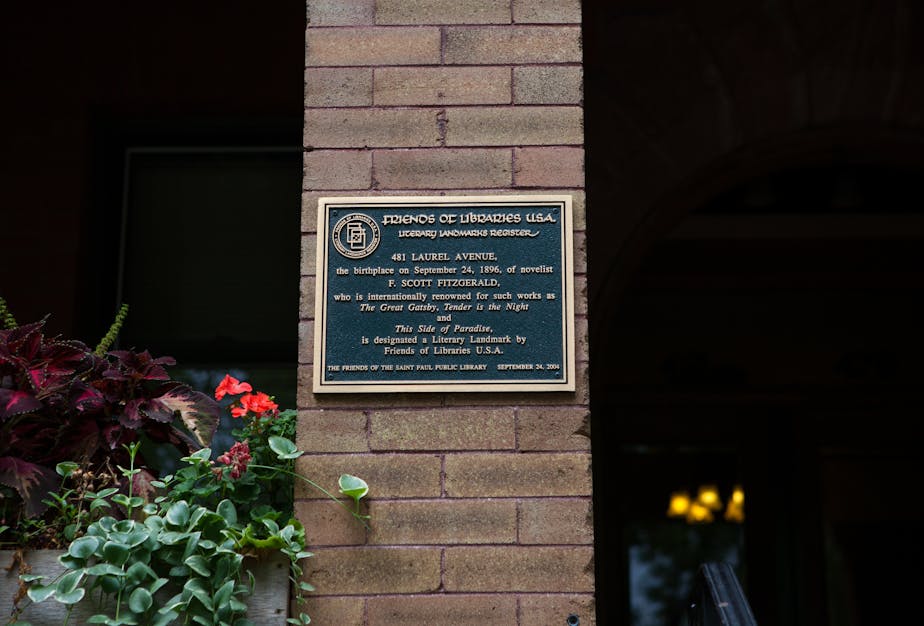 FRIENDS OF LIBRARIES U.S.A.
LITERARY LANDMARKS REGISTER
481 LAUREL AVENUE,
the birthplace on September 24, 1896, of novelist
F. SCOTT FITZGERALD,
who is internationally renowned for such works as
The Great Gatsby, Tender is the Night
and
This Side of Paradise,
is designated a Literary Landmark by
Friends of Libraries U.S.A.
THE FRIENDS OF THE SAINT PAUL PUBLIC LIBRARY SEPTEMBER 24, 2004